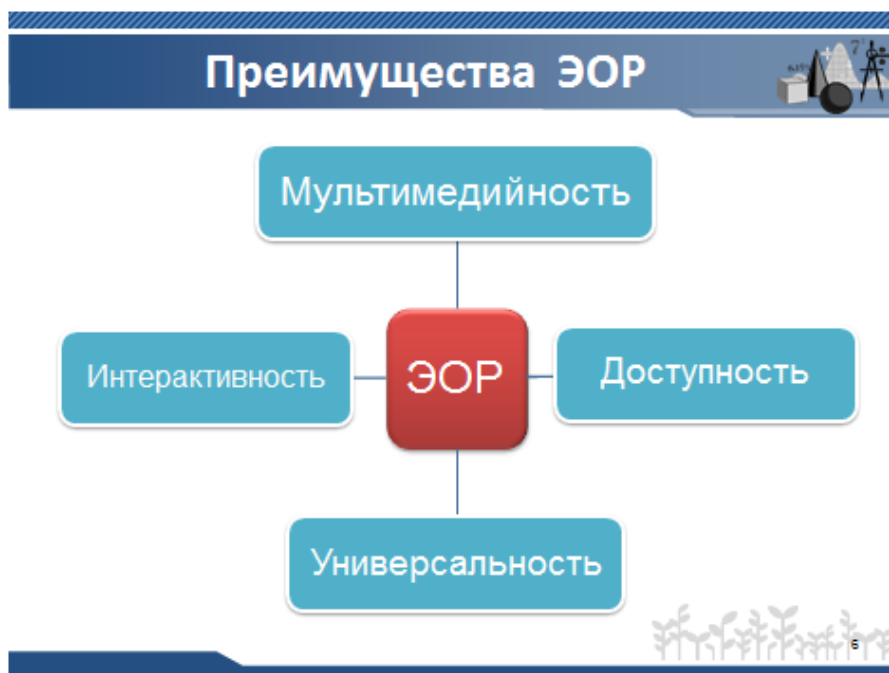 Преимущества ЭОР
Мультимедийность
Интерактивность
ЭОР
Доступность
Универсальность
6